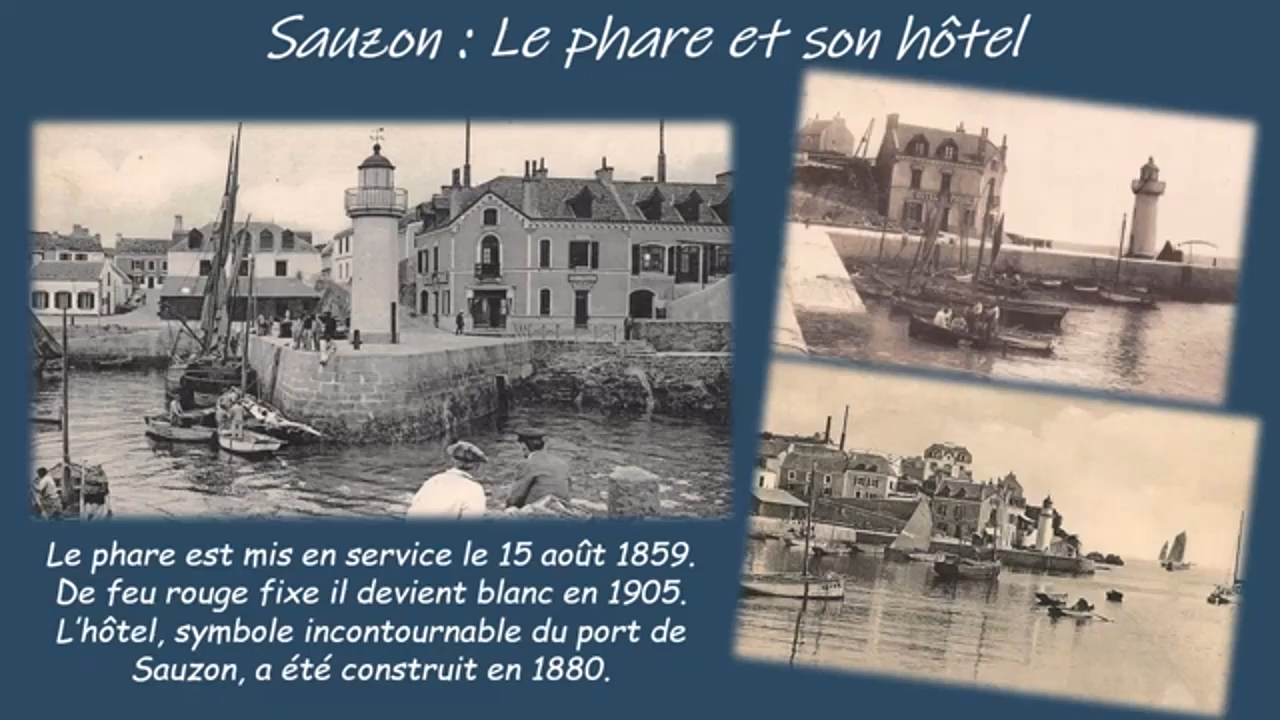 Sauzon : Le phare et son hôtel
Le phare est mis en service le 15 août 1859.
De feu rouge fixe il devient blanc en 1905.
L'hôtel, symbole incontournable du port de
Sauzon, a été construit en 1880.